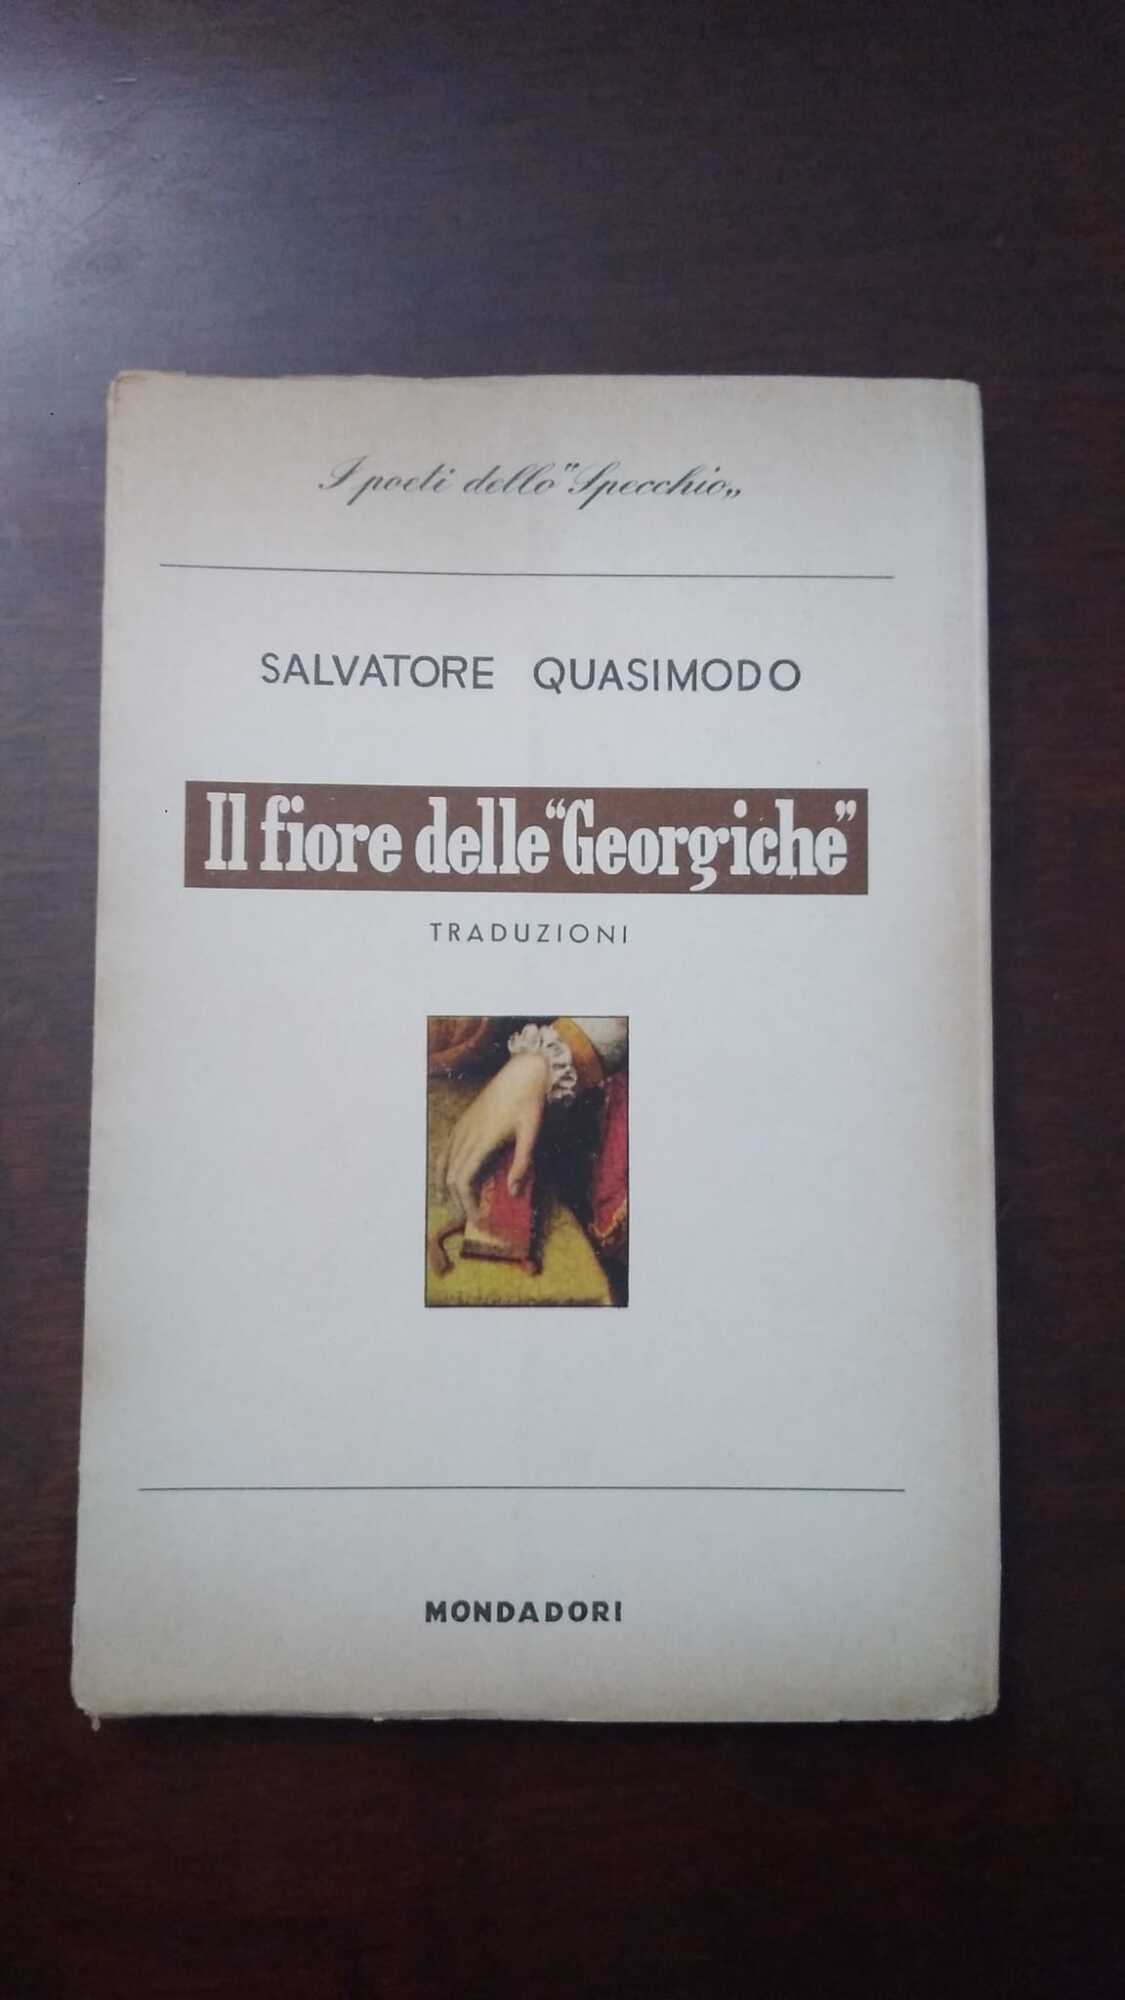 I poeti dello "Specchio„
SALVATORE QUASIMODO
Il fiore delle "Georgiche"
TRADUZIONI
MONDADORI